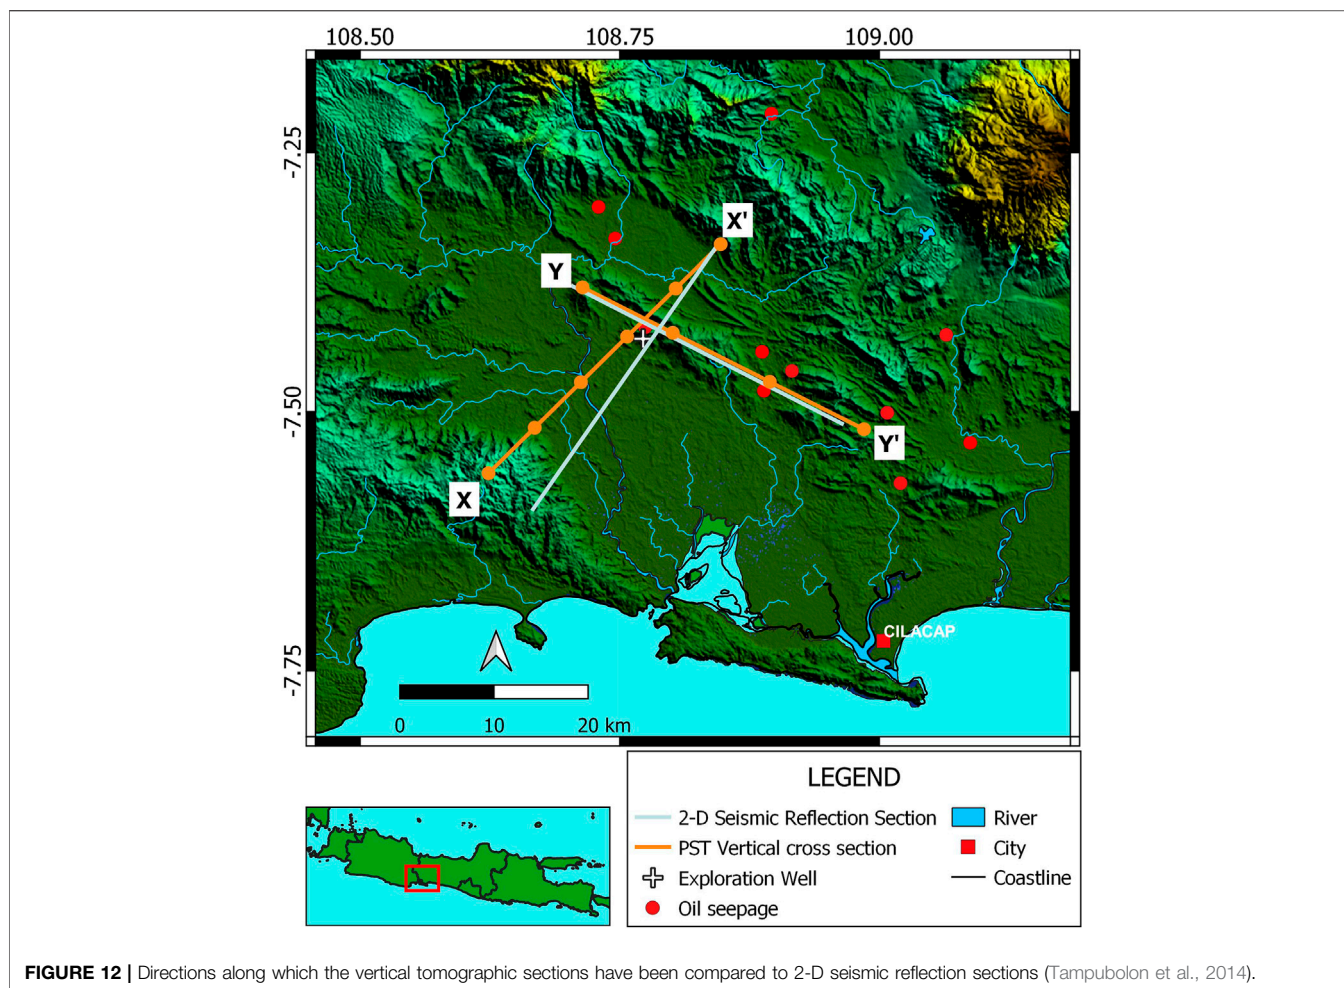 108.50 108.75 109.00
-7.25
-7.50
-7.75
X'
Y
Y'
X
CILACAP
0 10 20 km
LEGEND
2-D Seismic Reflection Section
PST Vertical cross section
Exploration Well
Oil seepage
River
City
Coastline
FIGURE 12 | Directions along which the vertical tomographic sections have been compared to 2-D seismic reflection sections (Tampubolon et al., 2014).